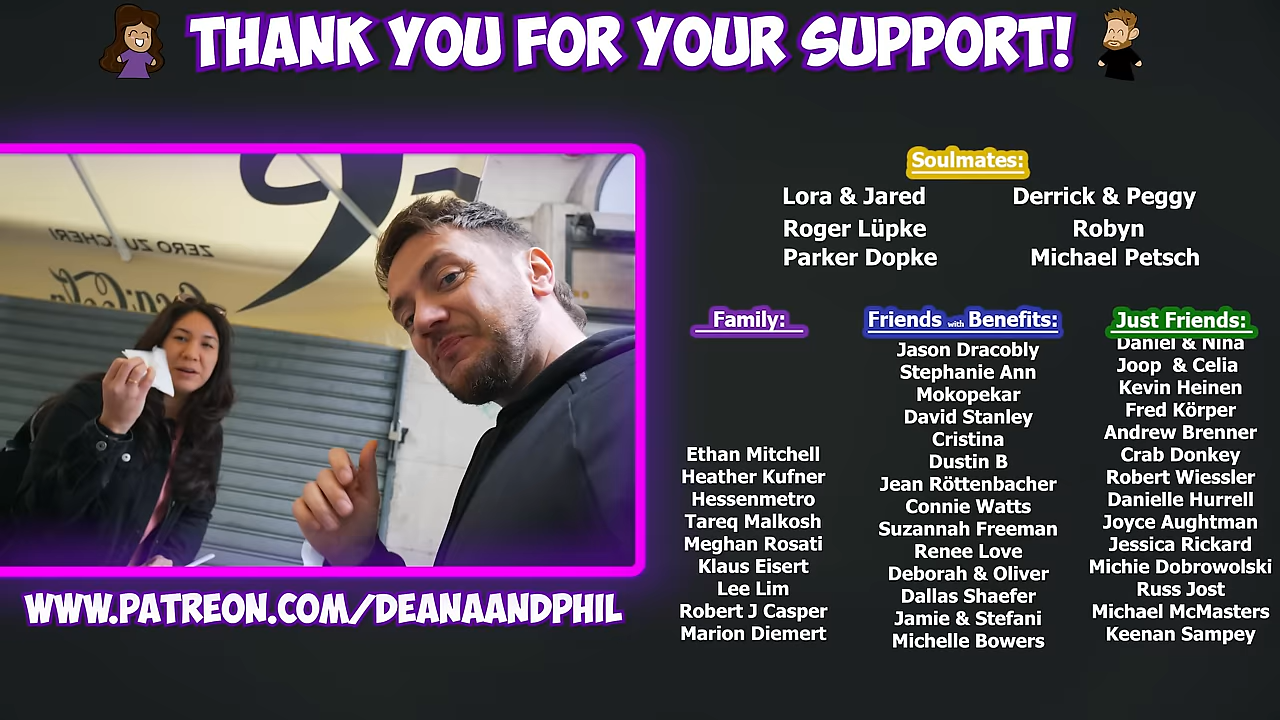 THANK YOU FOR YOUR SUPPORT!
ZERO ZUCKER!
Coca-Cola
WWW.PATREON.COM/DEANAANDPHIL
Soulmates:
Lora & Jared
Derrick & Peggy
Roger Lüpke
Robyn
Parker Dopke
Michael Petsch
Family:
Ethan Mitchell
Heather Kufner
Hessenmetro
Tareq Malkosh
Meghan Rosati
Klaus Eisert
Lee Lim
Robert J Casper
Marion Diemert
Friends with Benefits:
Jason Dracobly
Stephanie Ann
Mokopekar
David Stanley
Cristina
Dustin B
Jean Röttenbacher
Connie Watts
Suzannah Freeman
Renee Love
Deborah & Oliver
Dallas Shaefer
Jamie & Stefani
Michelle Bowers
Just Friends:
Daniel & Nina
Joop & Celia
Kevin Heinen
Fred Körper
Andrew Brenner
Crab Donkey
Robert Wiessler
Danielle Hurrell
Joyce Aughtman
Jessica Rickard
Michie Dobrowolski
Russ Jost
Michael McMasters
Keenan Sampey